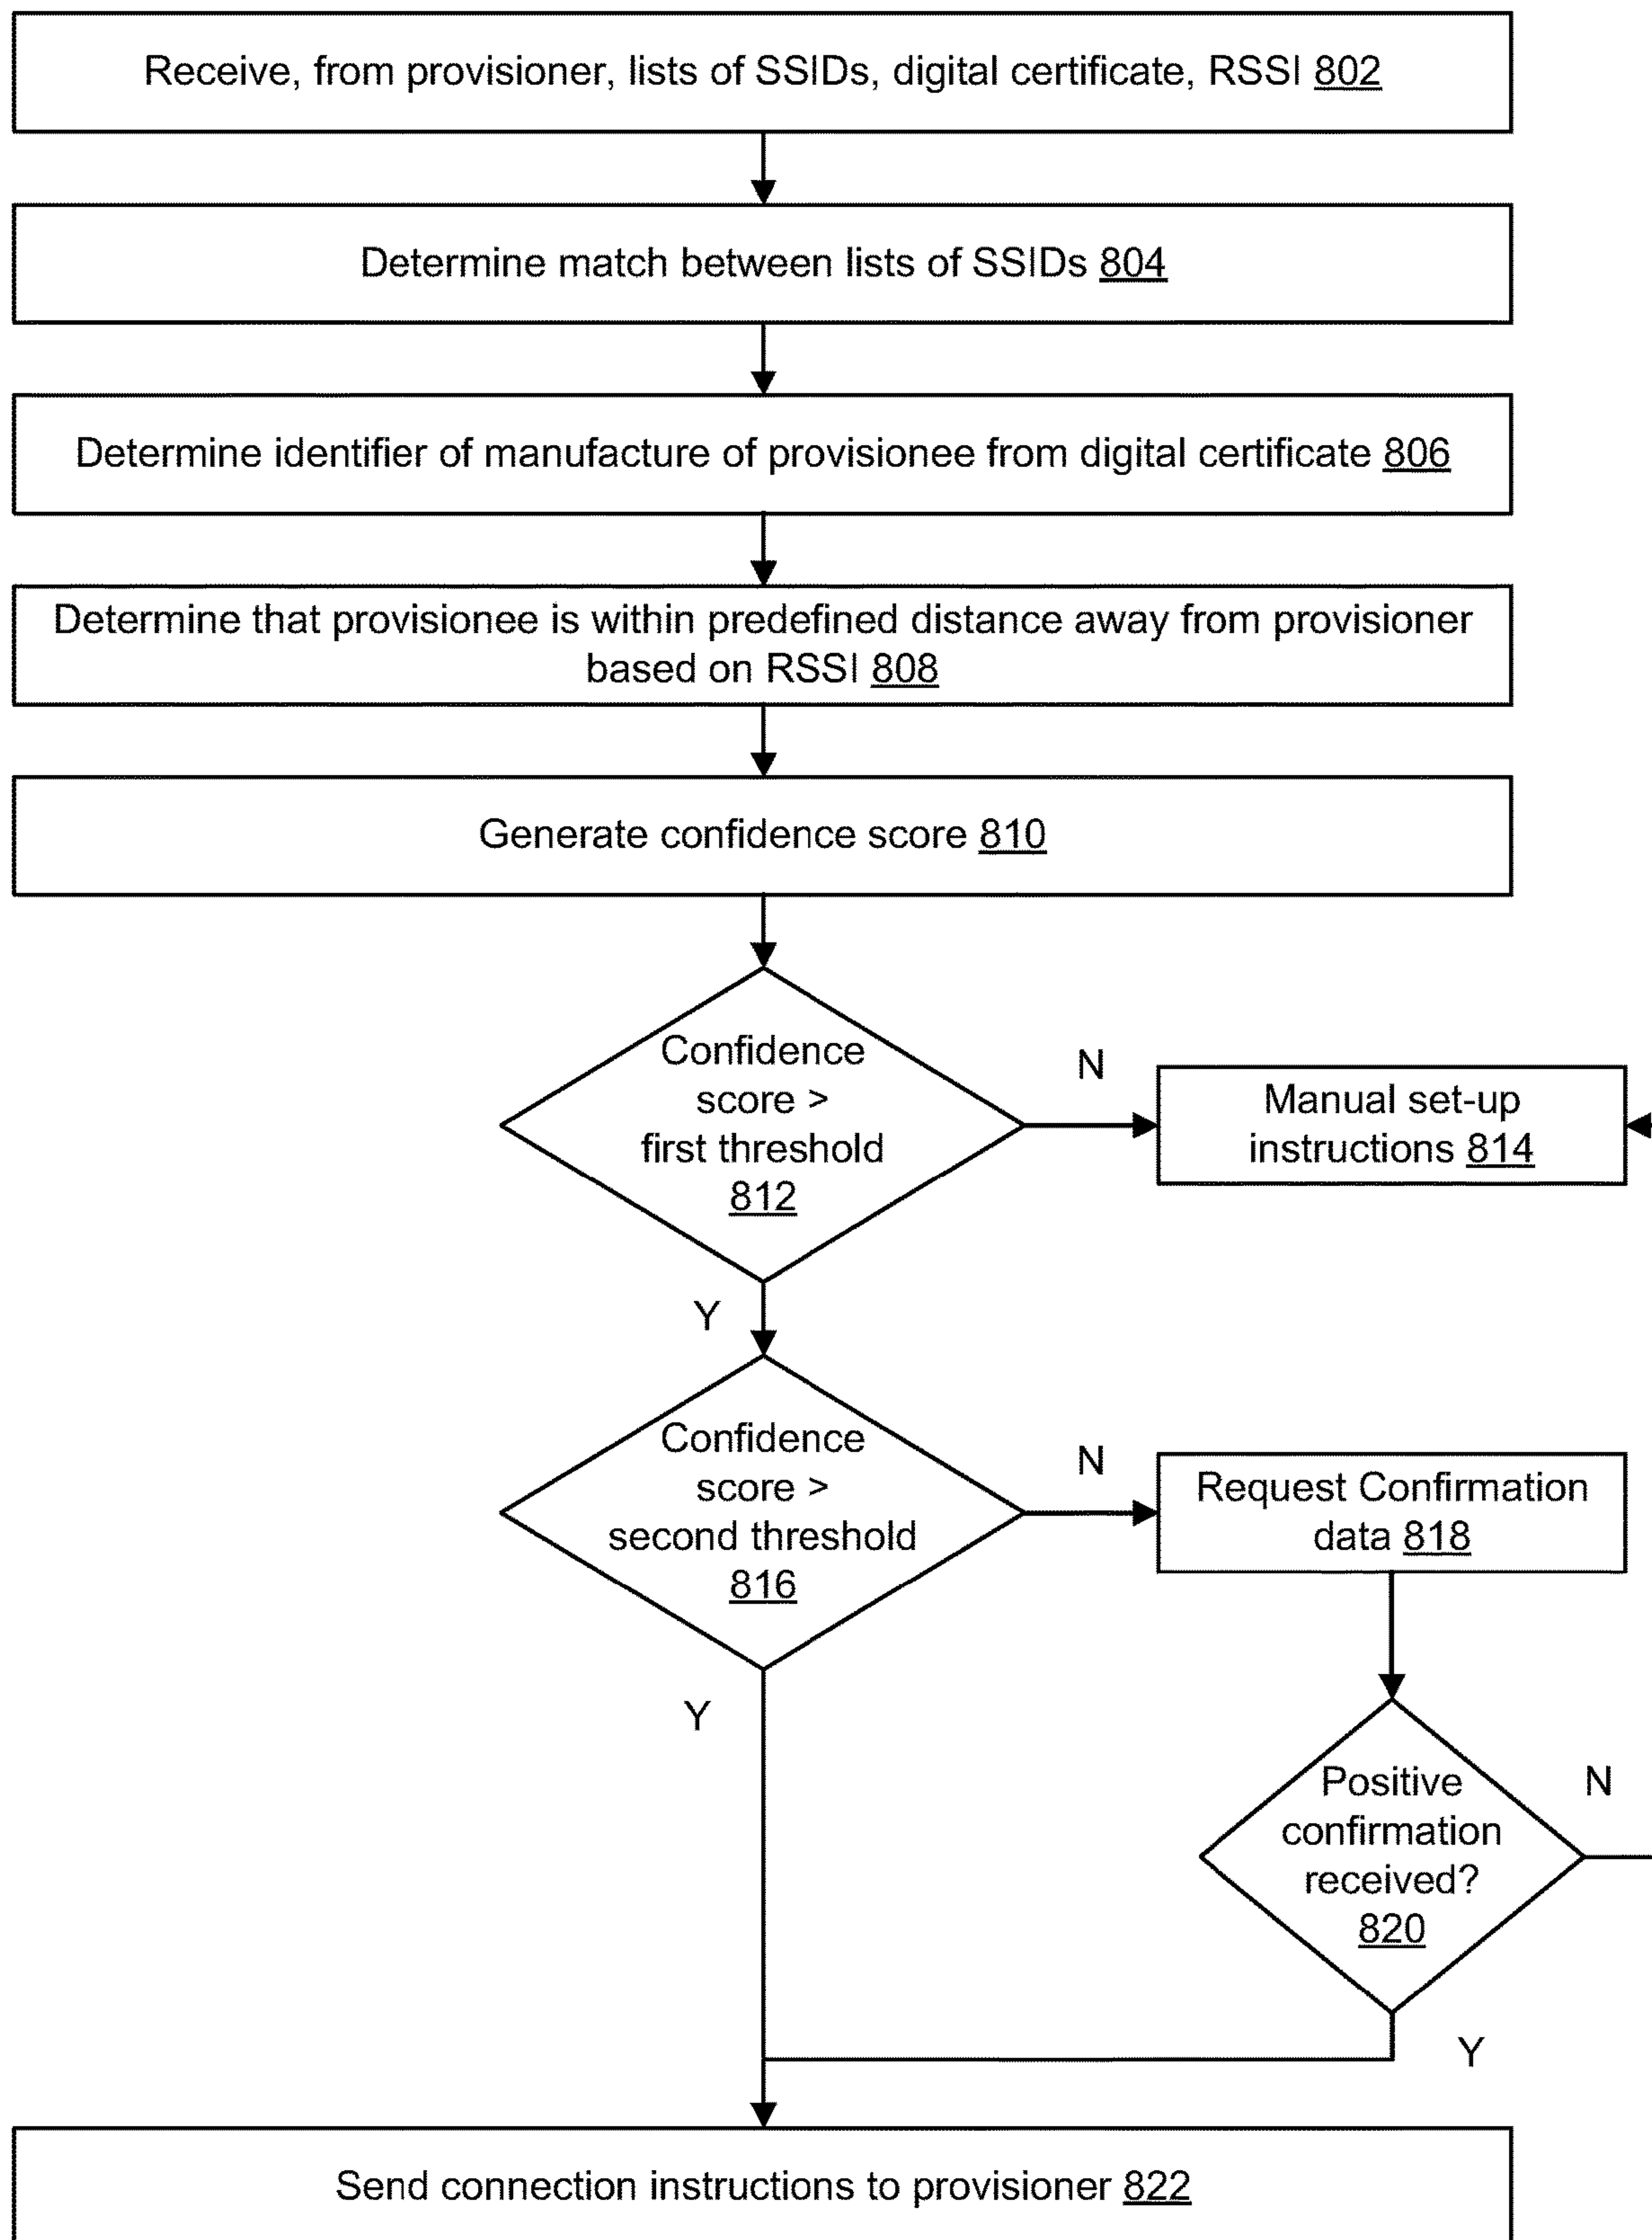 Receive, from provisioner, lists of SSIDs, digital certificate, RSSI 802
Determine match between lists of SSIDs 804
Determine identifier of manufacture of provisionee from digital certificate 806
Determine that provisionee is within predefined distance away from provisioner
based on RSSI 808
Generate confidence score 810
Confidence
score >
first threshold
812
N
Manual set-up
instructions 814
Y
Confidence
score >
second threshold
816
N
Request Confirmation
data 818
Y
Positive
confirmation
received?
820
N
Y
Send connection instructions to provisioner 822